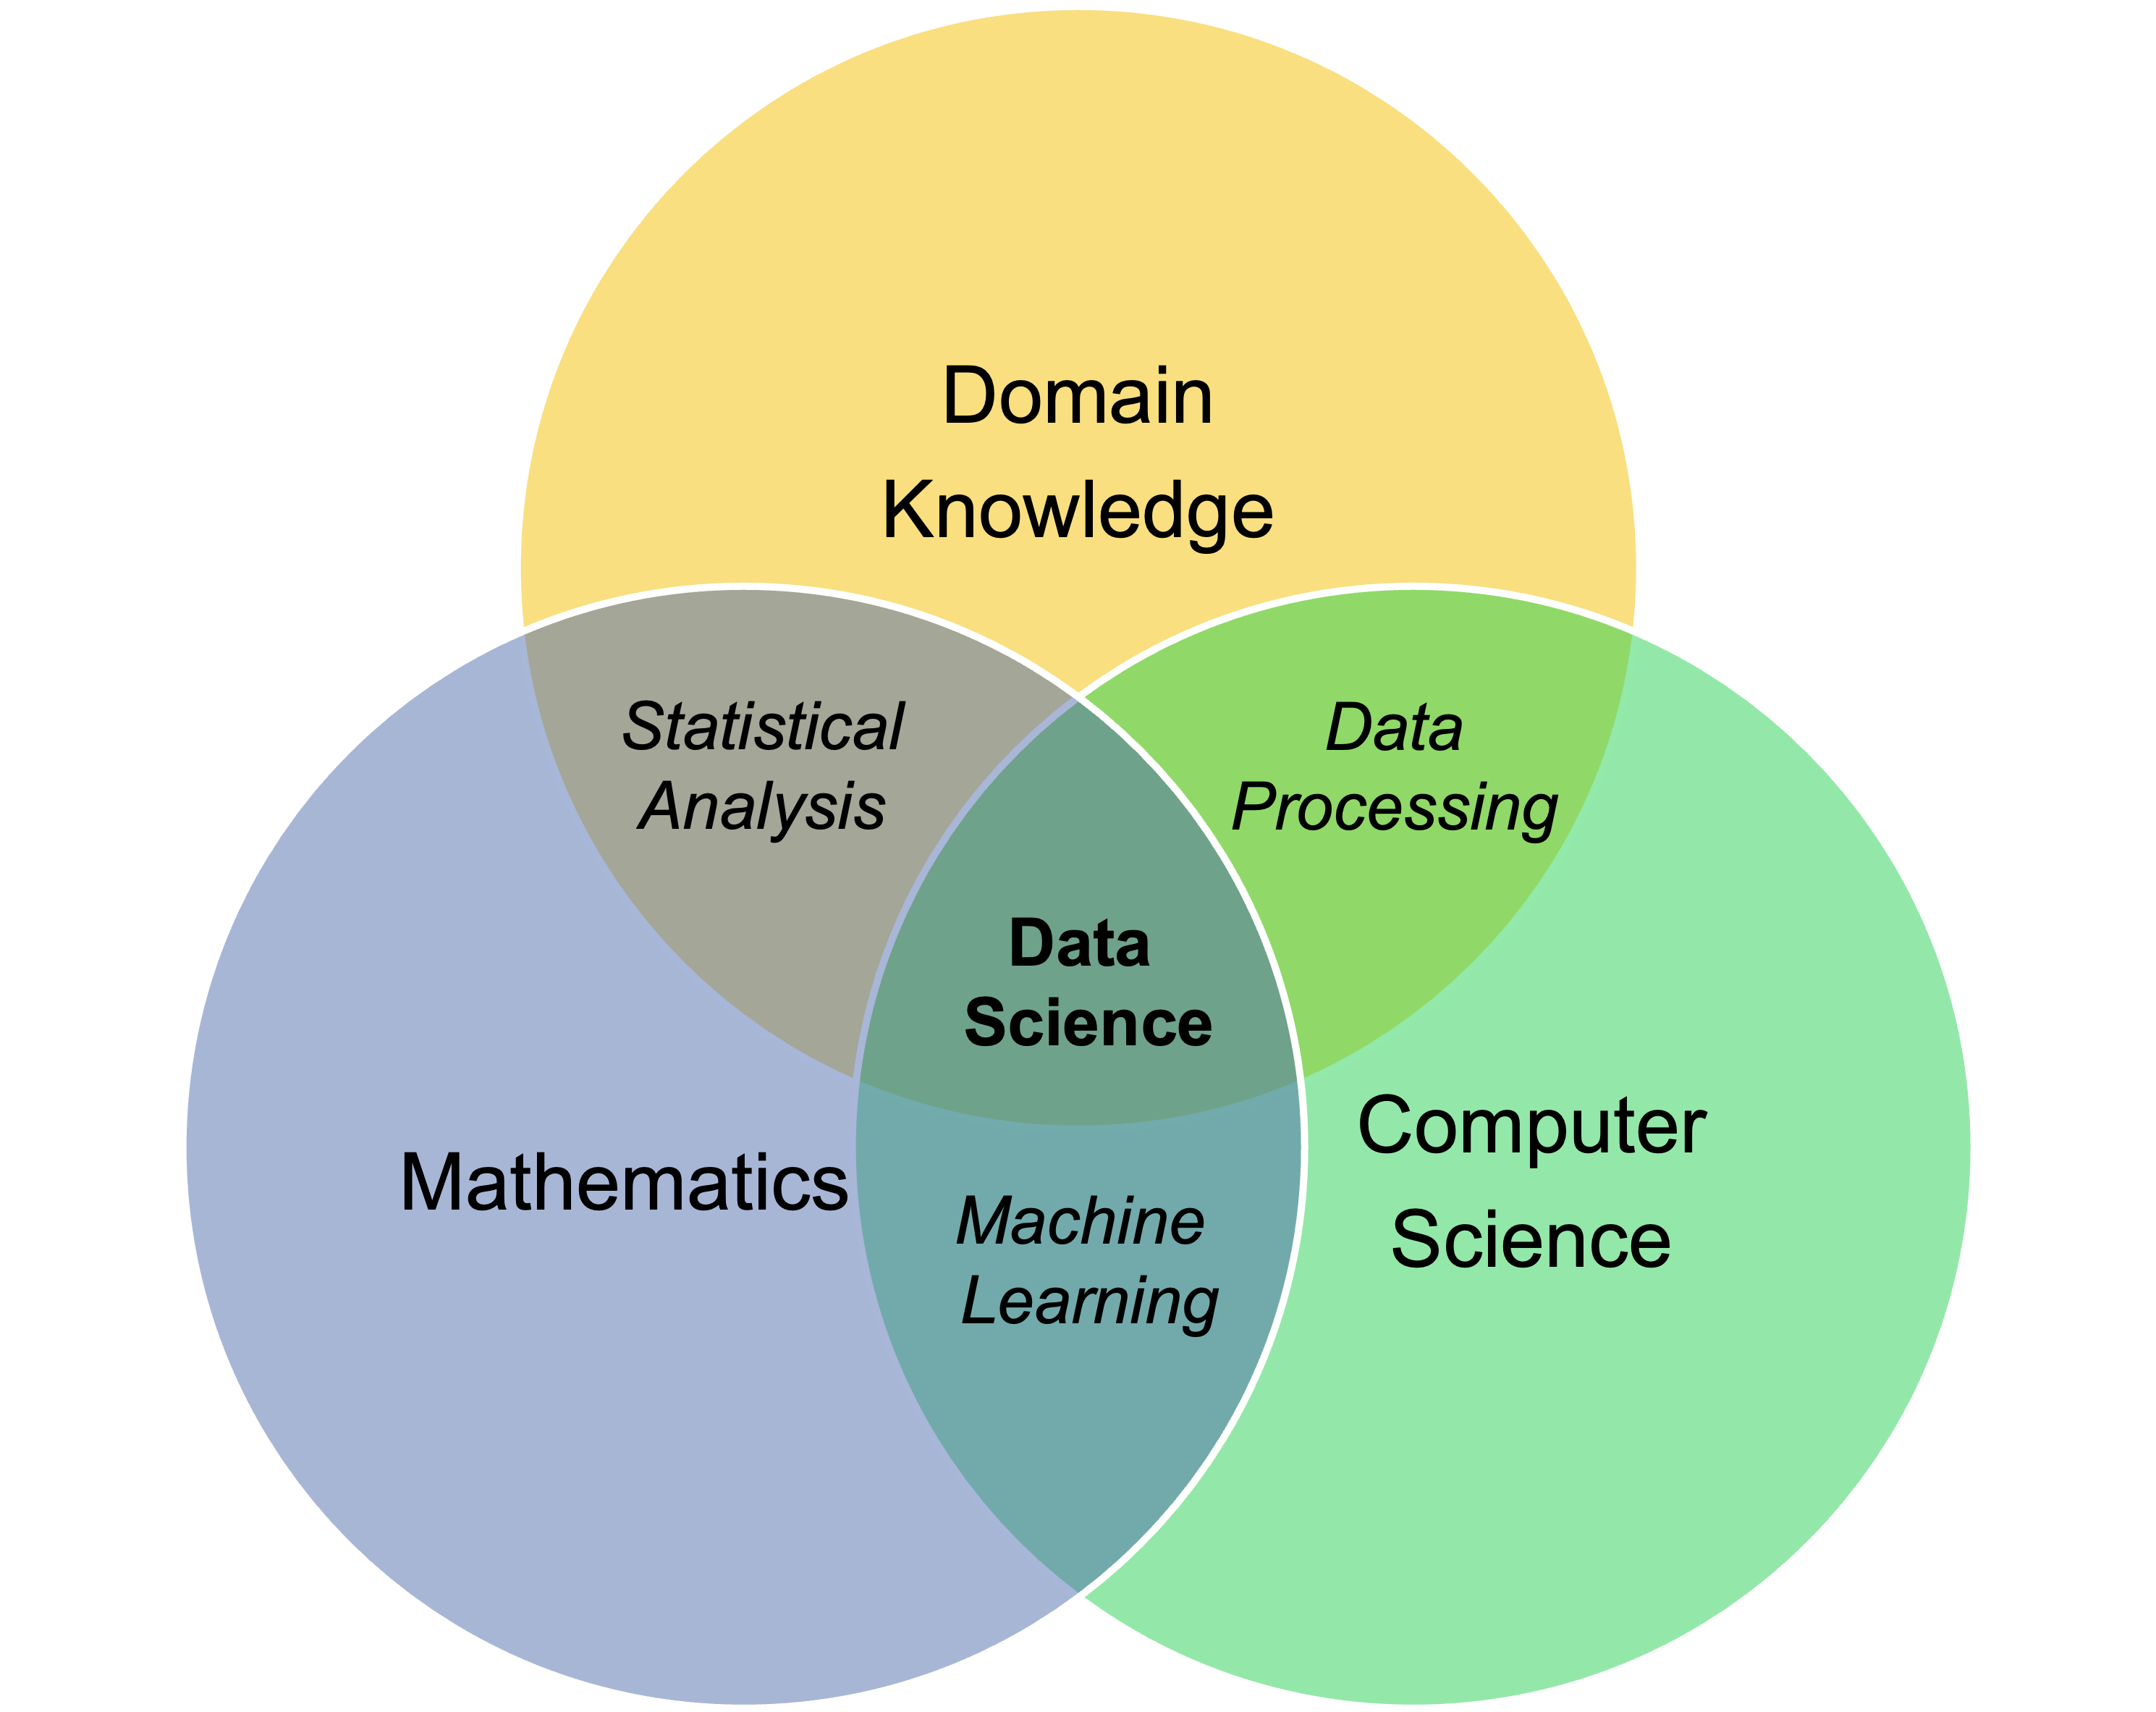 Domain
Knowledge
Statistical
Analysis
Data
Processing
Data
Science
Mathematics
Computer
Science
Machine
Learning